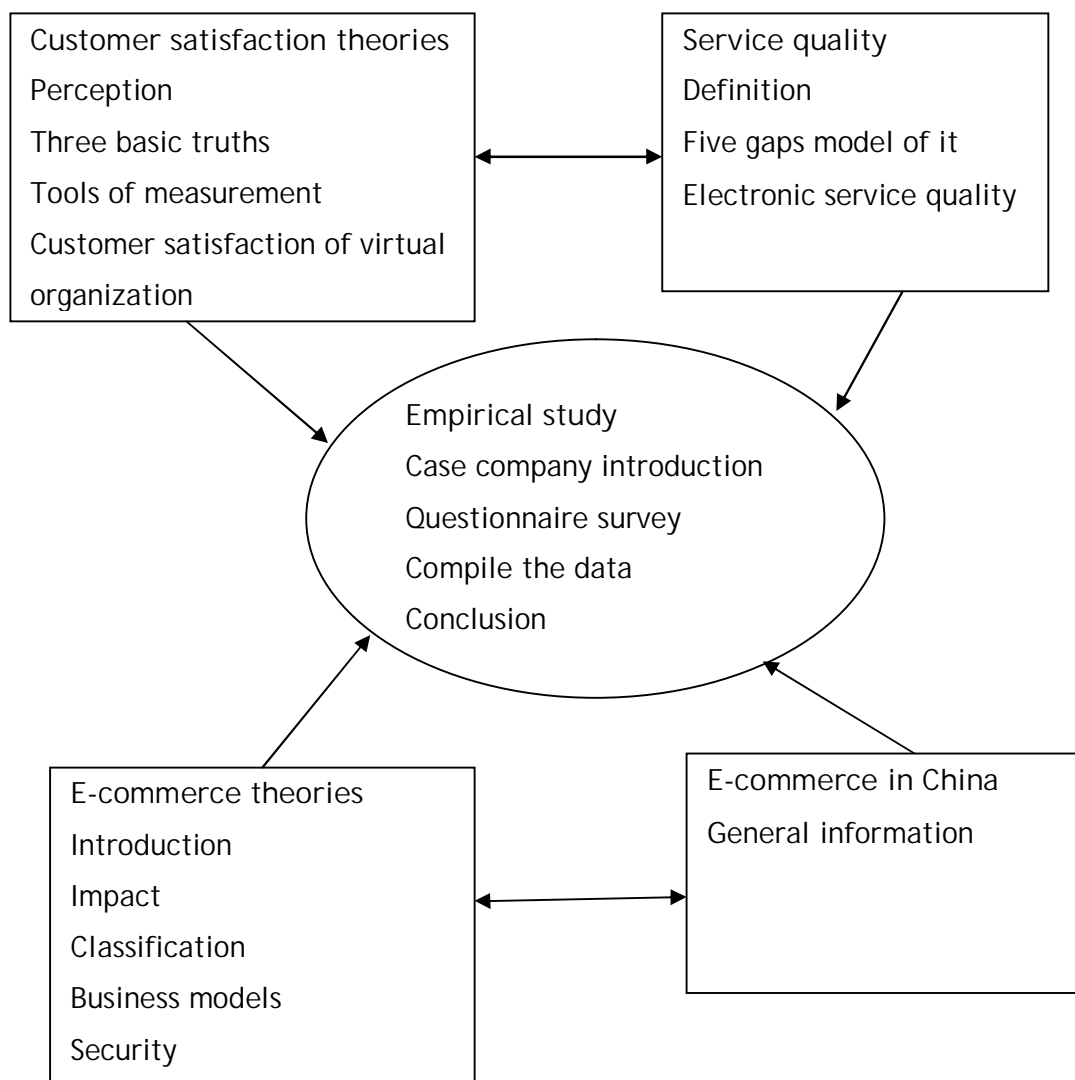 Customer satisfaction theories
Perception
Three basic truths
Tools of measurement
Customer satisfaction of virtual
organization
Service quality
Definition
Five gaps model of it
Electronic service quality
Empirical study
Case company introduction
Questionnaire survey
Compile the data
Conclusion
E-commerce theories
Introduction
Impact
Classification
Business models
Security
E-commerce in China
General information